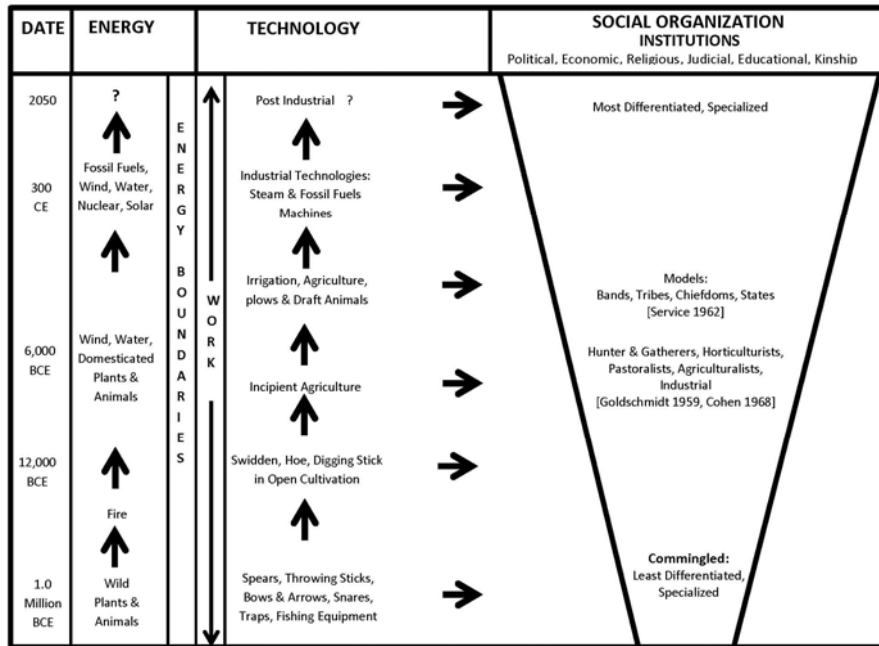 DATE
ENERGY
TECHNOLOGY
SOCIAL ORGANIZATION
INSTITUTIONS
Political, Economic, Religious, Judicial, Educational, Kinship
2050
300
CE
6,000
BCE
12,000
BCE
1.0
Million
BCE
?
Fossil Fuels,
Wind, Water,
Nuclear, Solar
Wind, Water,
Domesticated
Plants &
Animals
Fire
Wild
Plants &
Animals
ENERGY BOUNDARIES
WORK
Post Industrial ?
Industrial Technologies:
Steam & Fossil Fuels
Machines
Irrigation, Agriculture,
plows & Draft Animals
Incipient Agriculture
Swidden, Hoe, Digging Stick
in Open Cultivation
Spears, Throwing Sticks,
Bows & Arrows, Snares,
Traps, Fishing Equipment
Most Differentiated, Specialized
Models:
Bands, Tribes, Chiefdoms, States
[Service 1962]
Hunter & Gatherers, Horticulturists,
Pastoralists, Agriculturalists,
Industrial
[Goldschmidt 1959, Cohen 1968]
Commingled:
Least Differentiated,
Specialized